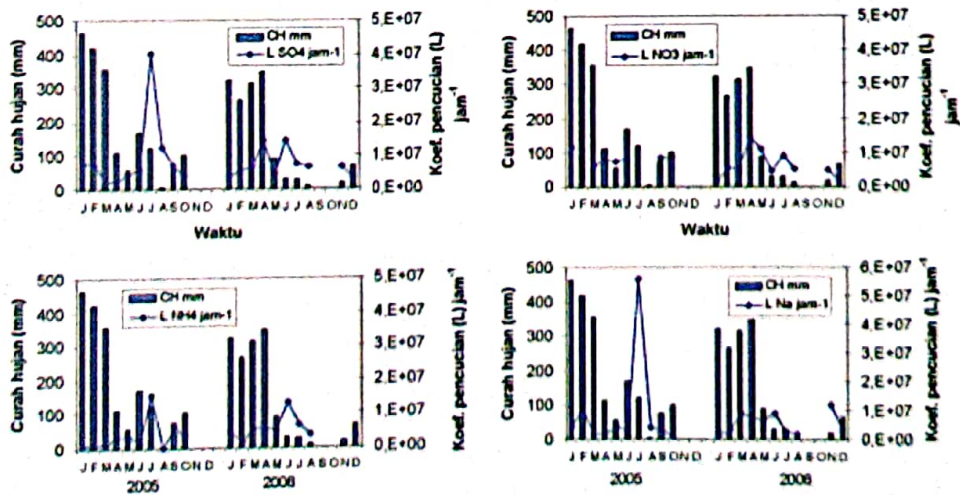 500
400
300
200
100
0
Curah hujan (mm)
CH mm
L SO4 jam-1
5,E+07
4,E+07
3,E+07
2,E+07
1,E+07
0,E+00
Koef. pencucian (L)
jam-1
J F M A M J J A S O N D
J F M A M J J A S O N D
Waktu
500
400
300
200
100
0
Curah hujan (mm)
CH mm
L NO3 jam-1
5,E+07
4,E+07
3,E+07
2,E+07
1,E+07
0,E+00
Koef. pencucian (L)
jam-1
J F M A M J J A S O N D
J F M A M J J A S O N D
Waktu
500
400
300
200
100
0
Curah hujan (mm)
CH mm
L NH4 jam-1
5,E+07
4,E+07
3,E+07
2,E+07
1,E+07
0,E+00
Koef. pencucian (L) jam-1
J F M A M J J A S O N D
J F M A M J J A S O N D
2005
2008
500
400
300
200
100
0
Curah hujan (mm)
CH mm
L Na jam-1
6,E+07
5,E+07
4,E+07
3,E+07
2,E+07
1,E+07
0,E+00
Koef. pencucian (L) jam-1
J F M A M J J A S O N D
J F M A M J J A S O N D
2005
2008